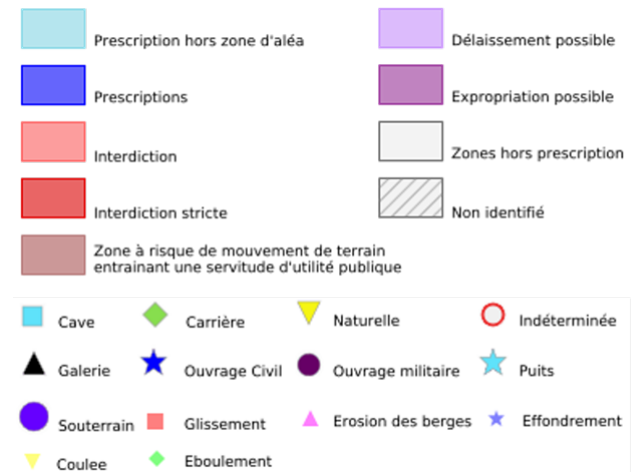 Prescription hors zone d'aléa
Délaissement possible
Prescriptions
Expropriation possible
Interdiction
Zones hors prescription
Interdiction stricte
Non identifié
Zone à risque de mouvement de terrain
entrainant une servitude d'utilité publique
Cave
Carrière
Naturelle
Indéterminée
Galerie
Ouvrage Civil
Ouvrage militaire
Puits
Souterrain
Glissement
Erosion des berges
Effondrement
Coulee
Eboulement